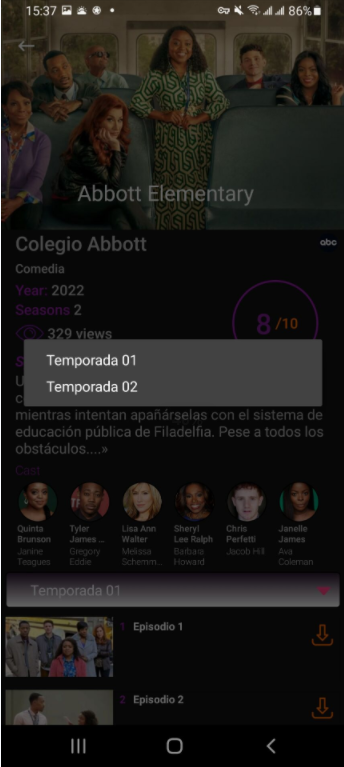 15:37
86%
Abbott Elementary
Colegio Abbott
abc
Comedia
Year: 2022
Seasons 2
329 views
8 /10
Temporada 01
Temporada 02
mientras intentan apañárselas con el sistema de
educación pública de Filadelfia. Pese a todos los
obstáculos....»
Cast
Quinta Brunson
Janine Teagues
Tyler James ...
Gregory Eddie
Lisa Ann Walter
Melissa Schemm...
Sheryl Lee Ralph
Barbara Howard
Chris Perfetti
Jacob Hill
Janelle James
Ava Coleman
Temporada 01
1 Episodio 1
2 Episodio 2